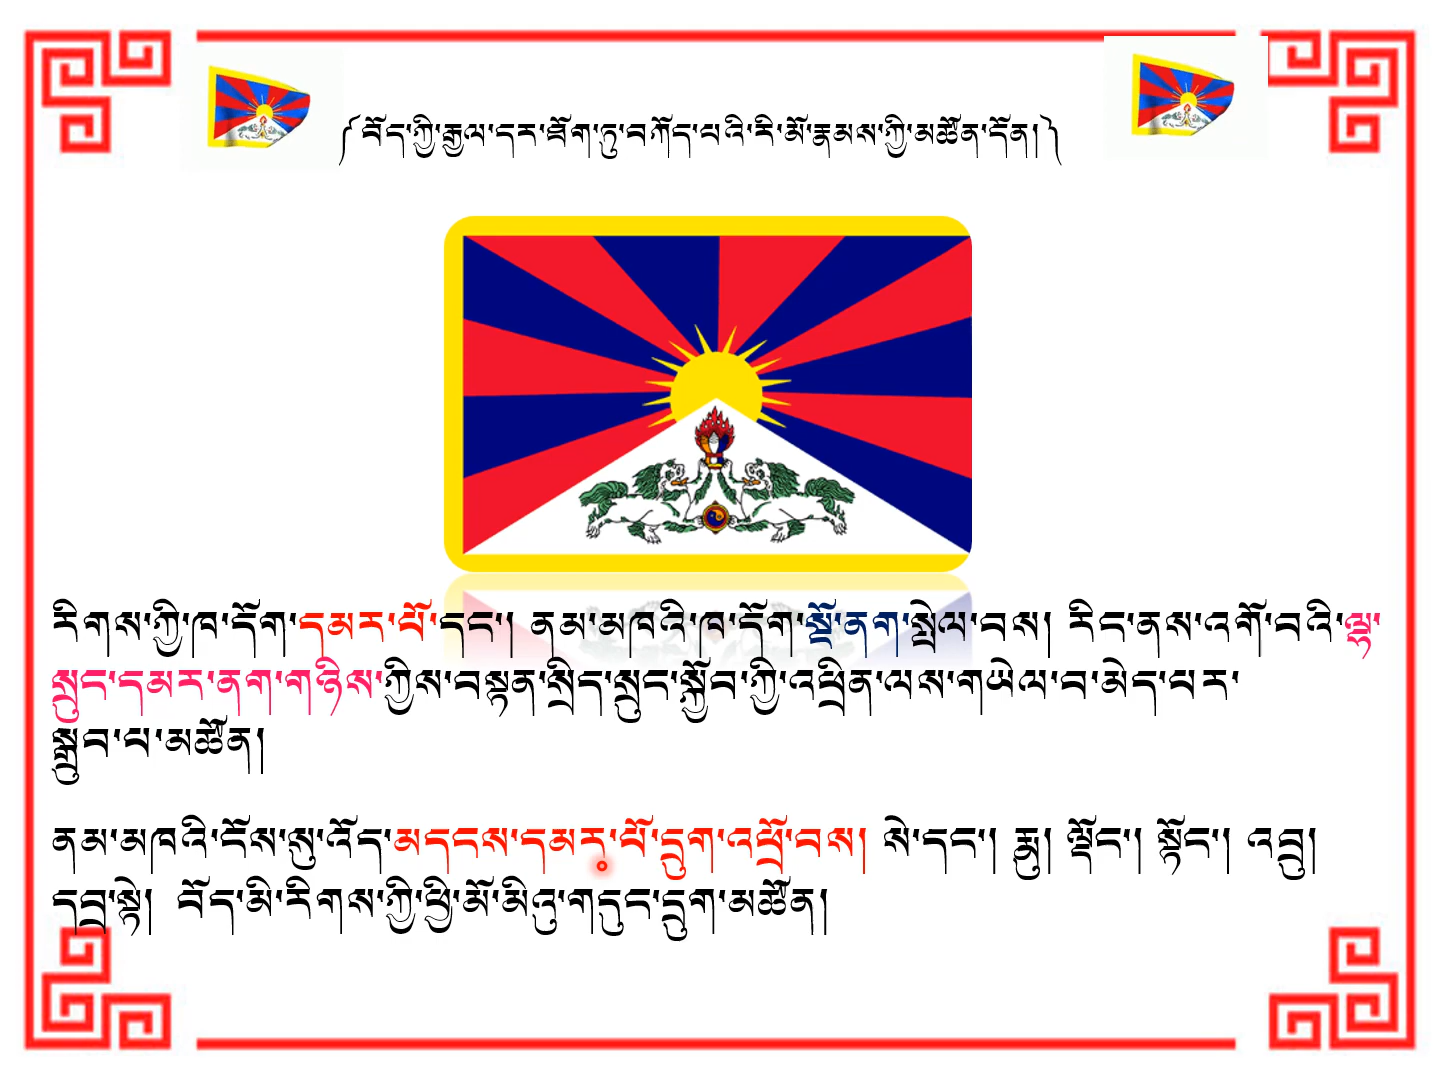 ༼བོད་ཀྱི་རྒྱལ་དར་ཐོག་ཏུ་བཀོད་པའི་རི་མོ་རྣམས་ཀྱི་མཚོན་དོན།༽
རིགས་ཀྱི་ཁ་དོག་དམར་པོ་དང་། ནམ་མཁའི་ཁ་དོག་སྔོ་ནག་སྤེལ་བས། རིང་ནས་འགོ་བའི་ལྷ་
སྲུང་དམར་ནག་གཉིས་ཀྱིས་བསྟན་སྲིད་སྲུང་སྐྱོབ་ཀྱི་འཕྲིན་ལས་གཡེལ་བ་མེད་པར་
སྒྲུབ་པ་མཚོན།
ནམ་མཁའི་ངོས་སུ་འོད་མདངས་དམར་པོ་དྲུག་འཕྲོ་བས། སེ་དང་། རྨུ། ལྡོང་། སྟོང་། འབྲུ།
དབྲ་སྟེ། བོད་མི་རིགས་ཀྱི་ཕྱི་མོ་མིའུ་གདུང་དྲུག་མཚོན།